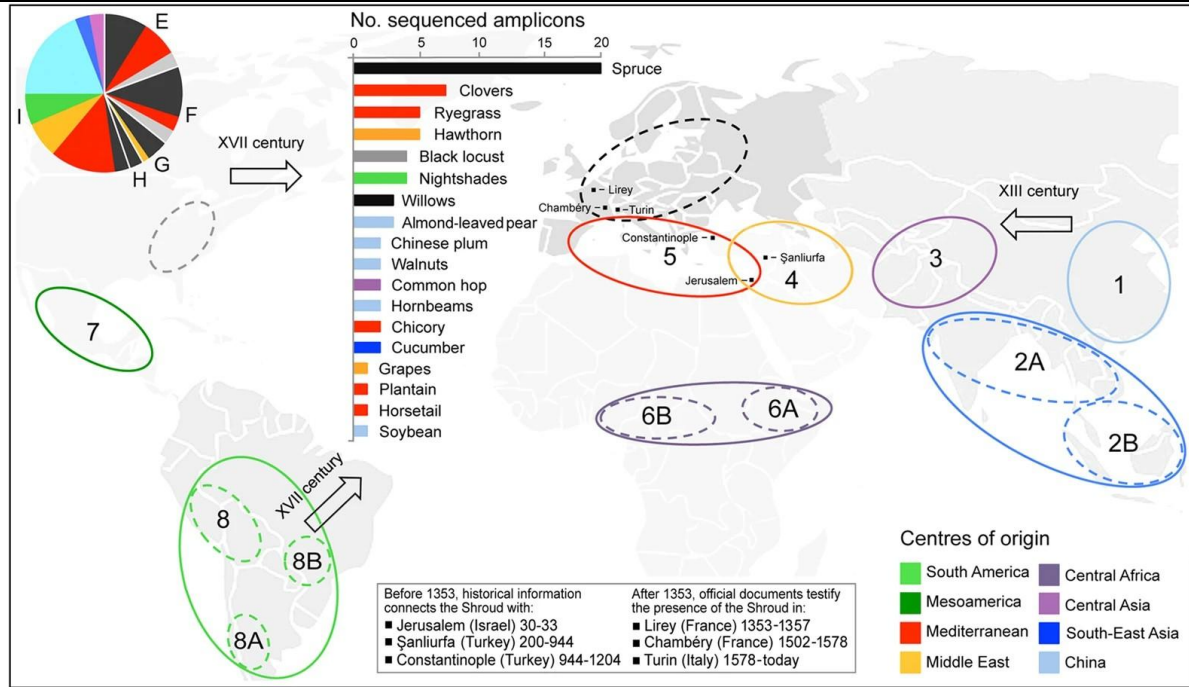 No. sequenced amplicons
0 5 10 15 20
Spruce
Clovers
Ryegrass
Hawthorn
Black locust
Nightshades
Willows
Almond-leaved pear
Chinese plum
Walnuts
Common hop
Hornbeams
Chicory
Cucumber
Grapes
Plantain
Horsetail
Soybean
E
F
G
H
I
XVII century
Lirey
Chambéry
Turin
Constantinople
Şanliurfa
Jerusalem
XIII century
5
4
3
1
7
2A
2B
6B
6A
8
8B
8A
XVII century
Before 1353, historical information
connects the Shroud with:
■ Jerusalem (Israel) 30-33
■ Şanliurfa (Turkey) 200-944
■ Constantinople (Turkey) 944-1204
After 1353, official documents testify
the presence of the Shroud in:
■ Lirey (France) 1353-1357
■ Chambéry (France) 1502-1578
■ Turin (Italy) 1578-today
Centres of origin
South America
Mesoamerica
Mediterranean
Middle East
Central Africa
Central Asia
South-East Asia
China